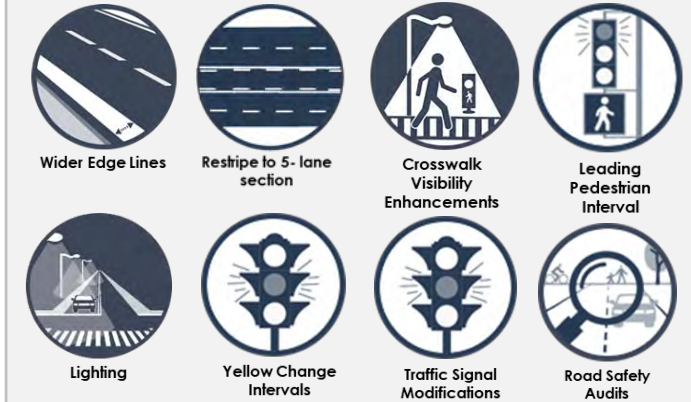 Wider Edge Lines
Restripe to 5- lane
section
Crosswalk
Visibility
Enhancements
Leading
Pedestrian
Interval
Lighting
Yellow Change
Intervals
Traffic Signal
Modifications
Road Safety
Audits